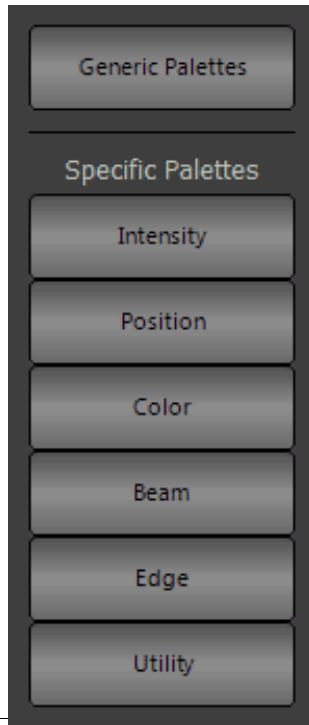 Generic Palettes
Specific Palettes
Intensity
Position
Color
Beam
Edge
Utility